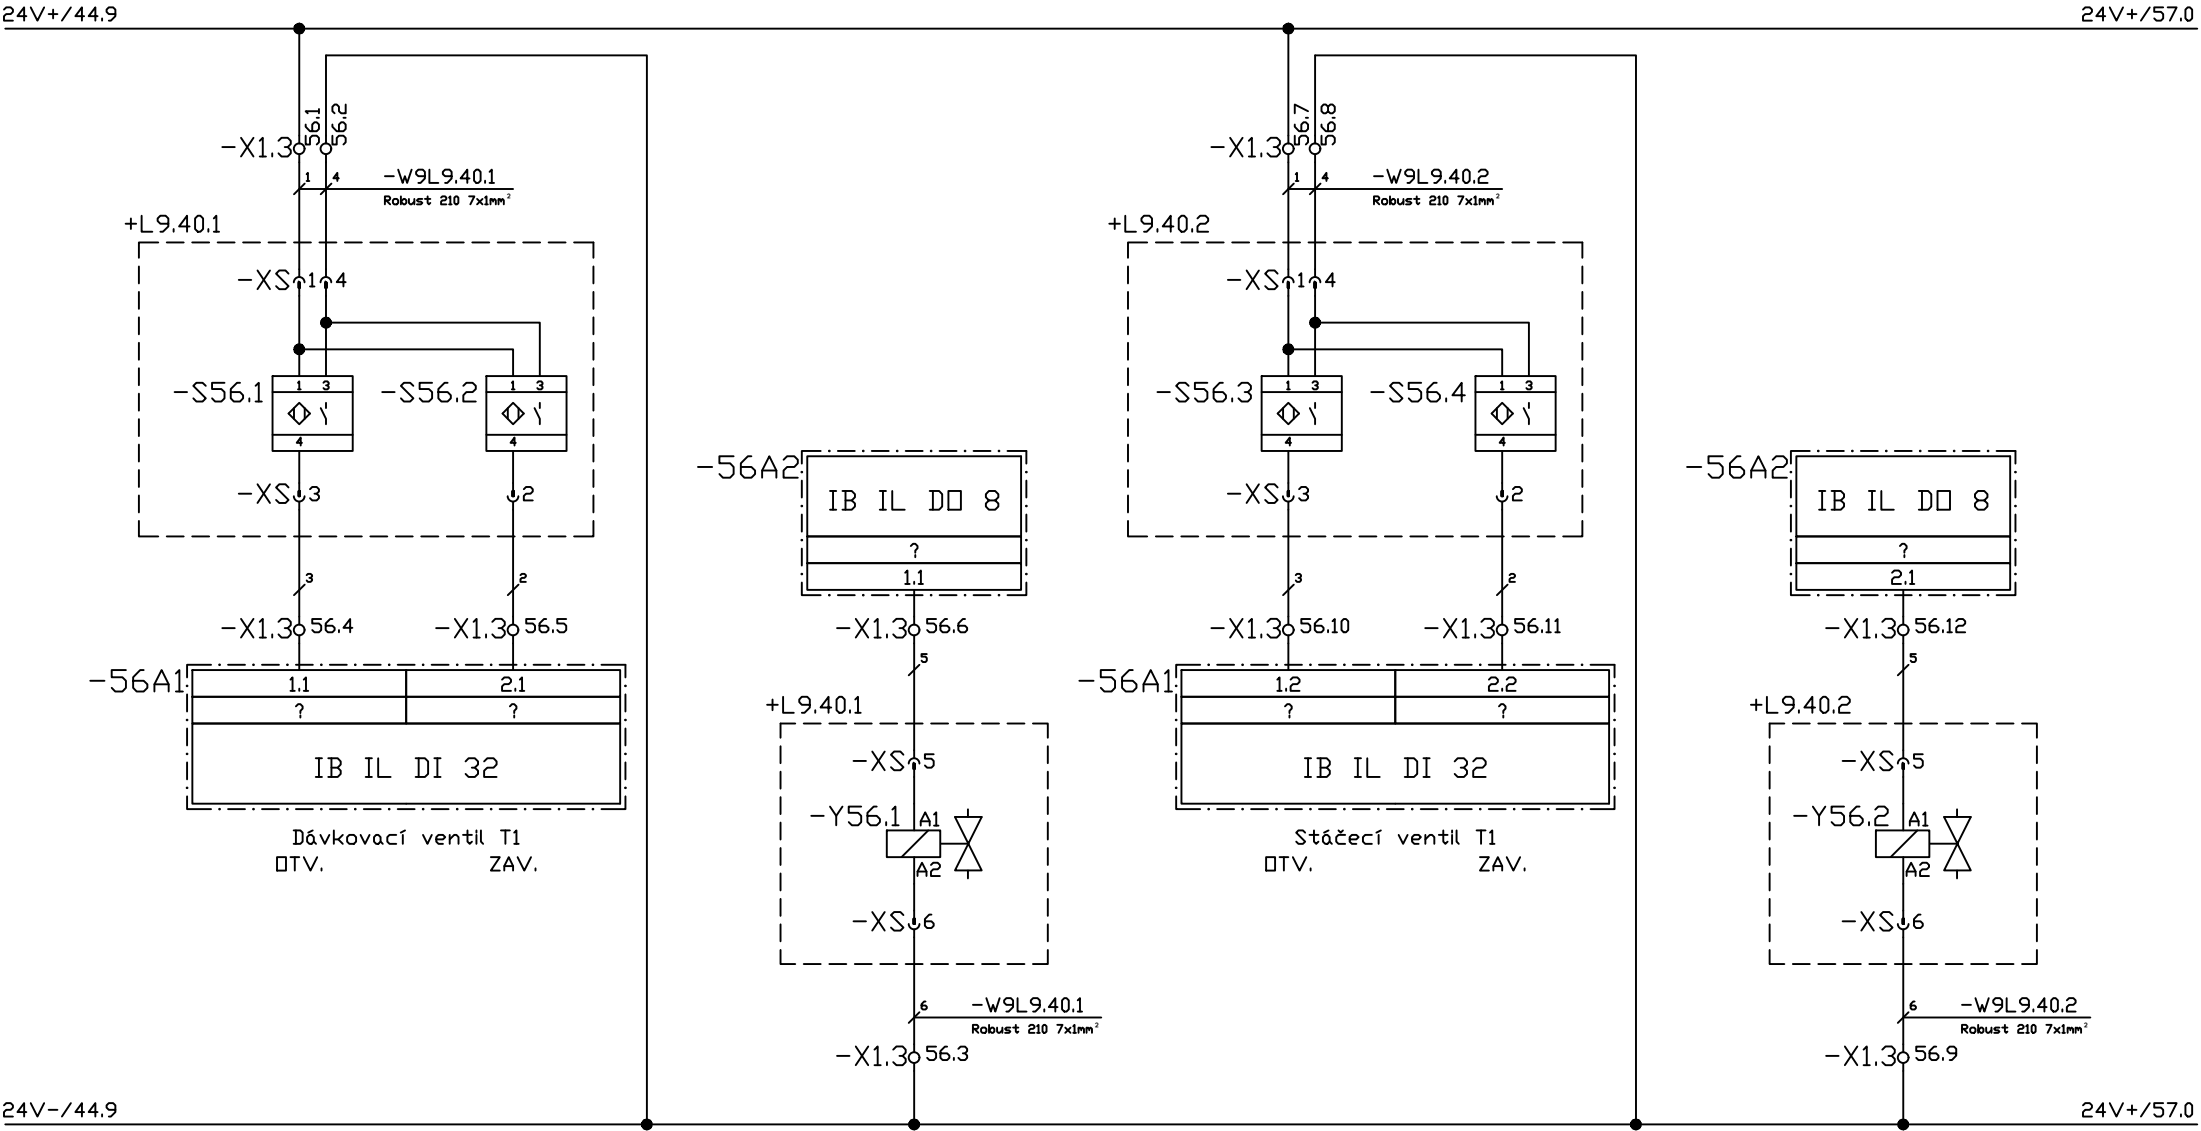 24V+/44.9
24V+/57.0
56.1
56.2
-X1.3
1
4
-W9L9.40.1
Robust 210 7x1mm²
+L9.40.1
-XS
1
4
-S56.1
1
3
4
-S56.2
1
3
4
-XS
3
2
3
2
-X1.3
56.4
-X1.3
56.5
-56A1
1.1
2.1
?
?
IB IL DI 32
Dávkovací ventil T1
OTV.
ZAV.
-56A2
IB IL DO 8
?
1.1
-X1.3
56.6
5
+L9.40.1
-XS
5
-Y56.1
A1
A2
-XS
6
6
-W9L9.40.1
Robust 210 7x1mm²
-X1.3
56.3
56.7
56.8
-X1.3
1
4
-W9L9.40.2
Robust 210 7x1mm²
+L9.40.2
-XS
1
4
-S56.3
1
3
4
-S56.4
1
3
4
-XS
3
2
3
2
-X1.3
56.10
-X1.3
56.11
-56A1
1.2
2.2
?
?
IB IL DI 32
Stáčecí ventil T1
OTV.
ZAV.
-56A2
IB IL DO 8
?
2.1
-X1.3
56.12
5
+L9.40.2
-XS
5
-Y56.2
A1
A2
-XS
6
6
-W9L9.40.2
Robust 210 7x1mm²
-X1.3
56.9
24V-/44.9
24V+/57.0